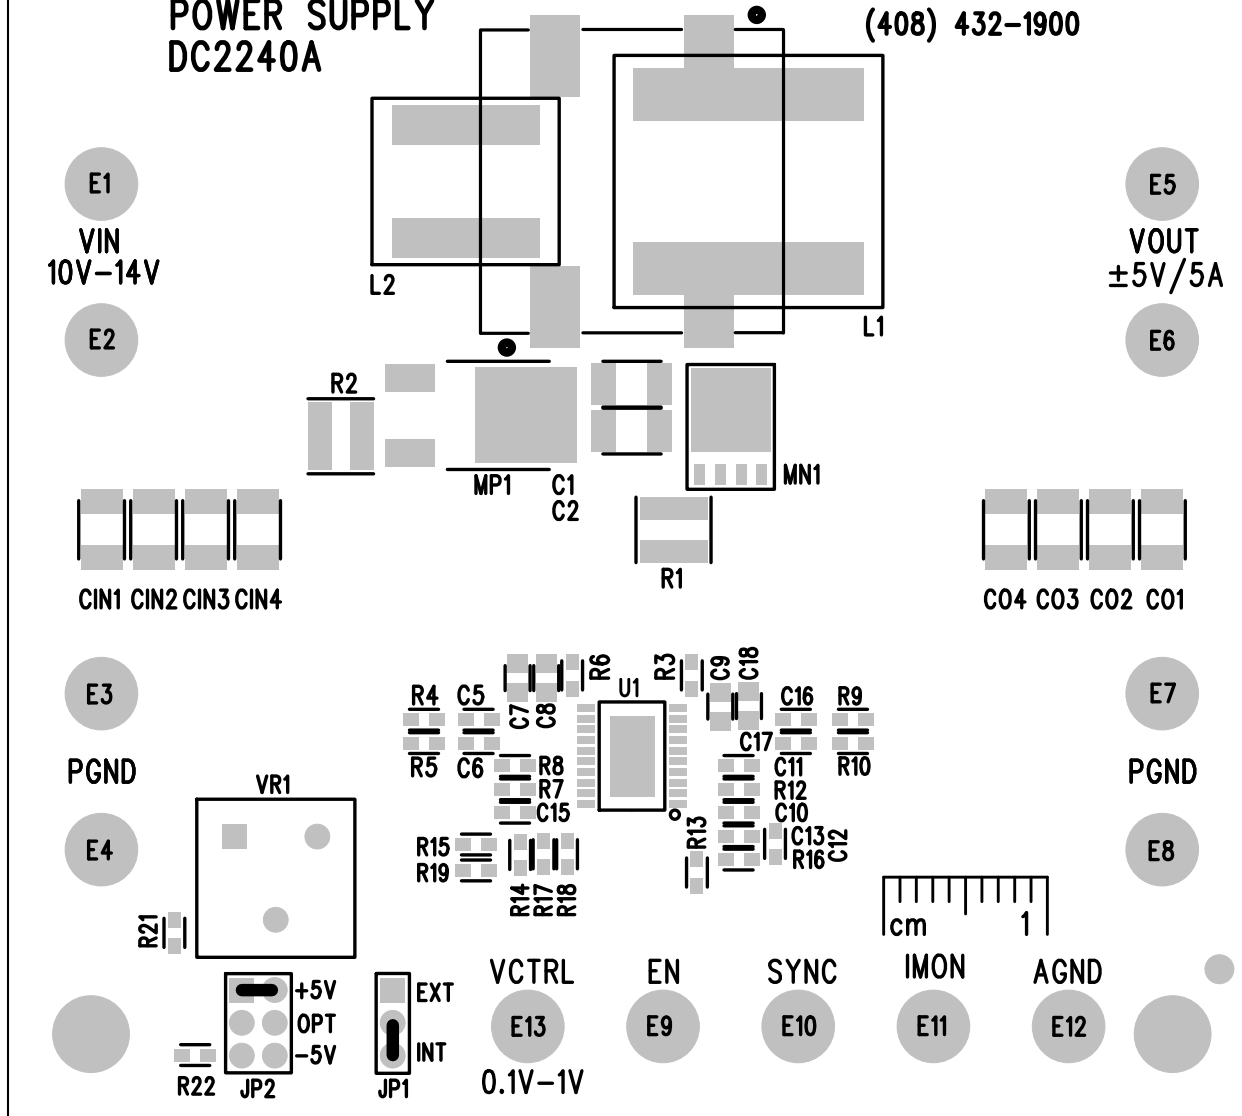 POWER SUPPLY
DC2240A
(408) 432-1900
E1
E5
VIN
10V-14V
VOUT
±5V/5A
L2
L1
E2
E6
R2
MP1
C1
C2
MN1
R1
CIN1 CIN2 CIN3 CIN4
CO4 CO3 CO2 CO1
E3
E7
R6
R3
C9
C18
U1
R4
C5
C7
C8
C16
R9
C17
R5
C6
R8
C11
R10
PGND
PGND
VR1
R7
R12
C15
C10
R13
R15
C13
C12
R19
R16
E4
E8
R14
R17
R18
R21
cm 1
VCTRL
EN
SYNC
IMON
AGND
+5V
OPT
-5V
EXT
INT
E13
E9
E10
E11
E12
R22
JP2
JP1
0.1V-1V